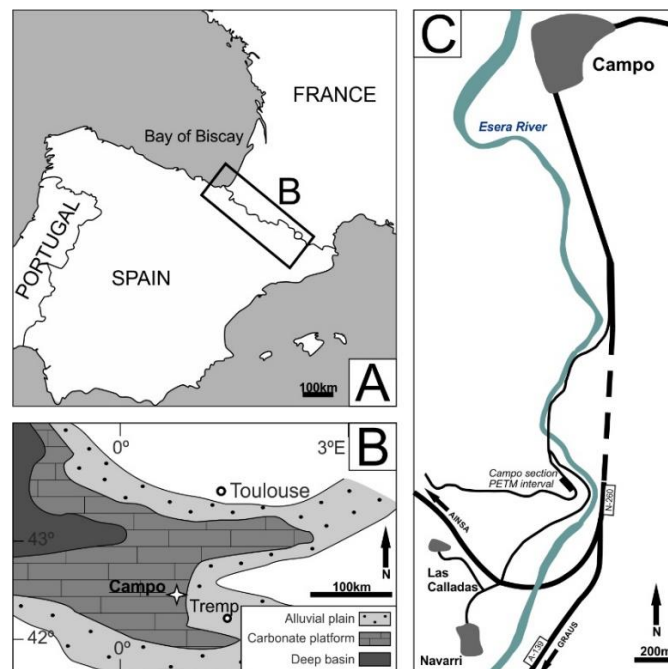 FRANCE
Bay of Biscay
B
PORTUGAL
SPAIN
100km
A
0º
3ºE
B
Toulouse
43º
N
Campo
100km
Tremp
42º
0º
Alluvial plain
Carbonate platform
Deep basin
C
Campo
Esera River
Campo section
PETM interval
N-260
AINSA
Las
Calladas
N
A-139
GRAUS
Navarri
200m